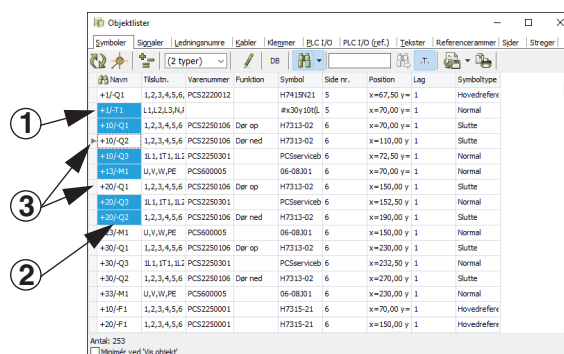 Objektlister
Symboler Signaler Ledningsnumre Kabler Klemmer PLC I/O PLC I/O (ref.) Tekster Referencerammer Sider Streger
(2 typer) DB .T.
Navn Tilslutn. Varenummer Funktion Symbol Side nr. Position Lag Symboltype
+1/-Q1 1,2,3,4,5,6, PCS2220012 H7415N21 5 x=67,50 y= 1 Hovedrefere
+1/-T1 L1,L2,L3,N,F #x30y10t(L 5 x=70,00 y= 1 Normal
+10/-Q1 1,2,3,4,5,6 PCS2250106 Dør op H7313-02 6 x=70,00 y= 1 Slutte
+10/-Q2 1,2,3,4,5,6 PCS2250106 Dør ned H7313-02 6 x=110,00 y 1 Slutte
+10/-Q3 1L1,1T1,1L2 PCS2250301 PCSserviceb 6 x=72,50 y= 1 Normal
+13/-M1 U,V,W,PE PCS600005 06-08J01 6 x=70,00 y= 1 Normal
+20/-Q1 1,2,3,4,5,6 PCS2250106 Dør op H7313-02 6 x=150,00 y 1 Slutte
+20/-Q3 1L1,1T1,1L2 PCS2250301 PCSserviceb 6 x=152,50 y 1 Normal
+20/-Q2 1,2,3,4,5,6 PCS2250106 Dør ned H7313-02 6 x=190,00 y 1 Slutte
+23/-M1 U,V,W,PE PCS600005 06-08J01 6 x=150,00 y 1 Normal
+30/-Q1 1,2,3,4,5,6 PCS2250106 Dør op H7313-02 6 x=230,00 y 1 Slutte
+30/-Q3 1L1,1T1,1L2 PCS2250301 PCSserviceb 6 x=232,50 y 1 Normal
+30/-Q2 1,2,3,4,5,6 PCS2250106 Dør ned H7313-02 6 x=270,00 y 1 Slutte
+33/-M1 U,V,W,PE PCS600005 06-08J01 6 x=230,00 y 1 Normal
+10/-F1 1,2,3,4,5,6 PCS2250001 H7315-21 6 x=70,00 y= 1 Hovedrefere
+20/-F1 1,2,3,4,5,6 PCS2250001 H7315-21 6 x=150,00 y 1 Hovedrefere
Antal: 253
Minimér ved 'Vis objekt'
1
3
2